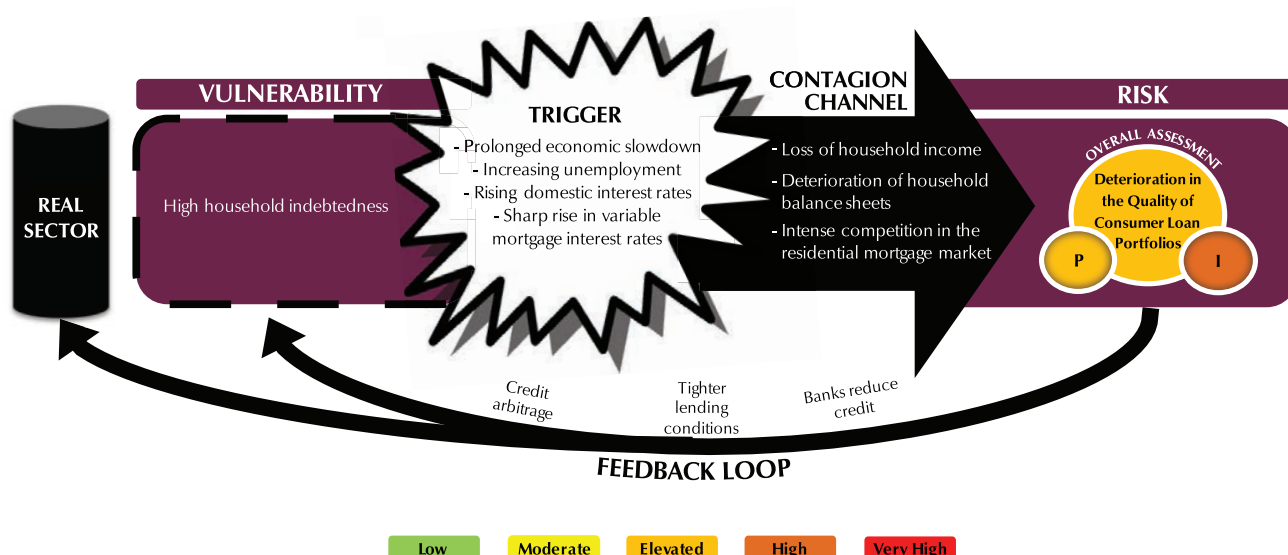 REAL
SECTOR
VULNERABILITY
High household indebtedness
TRIGGER
- Prolonged economic slowdown
- Increasing unemployment
- Rising domestic interest rates
- Sharp rise in variable
mortgage interest rates
CONTAGION
CHANNEL
- Loss of household income
- Deterioration of household
balance sheets
- Intense competition in the
residential mortgage market
RISK
OVERALL ASSESSMENT
Deterioration in
the Quality of
Consumer Loan
Portfolios
P
I
Credit
arbitrage
Tighter
lending
conditions
Banks reduce
credit
FEEDBACK LOOP
Low
Moderate
Elevated
High
Very High